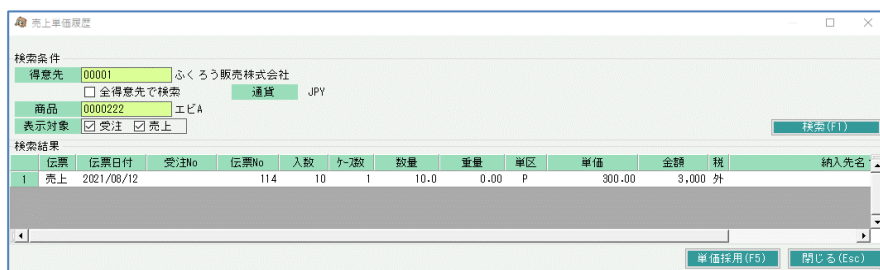 売上単価履歴
検索条件
得意先 00001 ふくろう販売株式会社
全得意先で検索 通貨 JPY
商品 0000222 エビA
表示対象 受注 売上
検索(F1)
検索結果
伝票 伝票日付 受注No 伝票No 入数 ケース数 数量 重量 単区 単価 金額 税 納入先名
1 売上 2021/08/12 114 10 1 10.0 0.00 P 300.00 3,000 外
単価採用(F5) 閉じる(Esc)